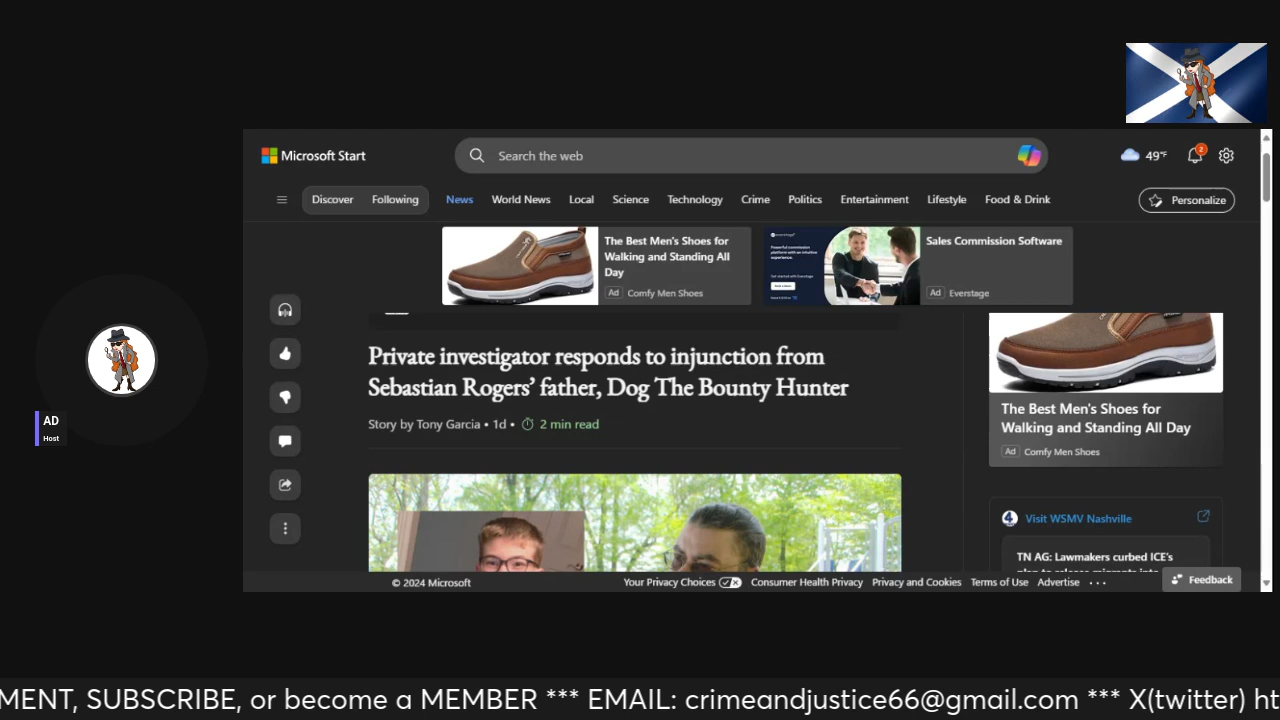 Microsoft Start
Search the web
49°F
2
Discover
Following
News
World News
Local
Science
Technology
Crime
Politics
Entertainment
Lifestyle
Food & Drink
Personalize
The Best Men's Shoes for
Walking and Standing All
Day
Ad Comfy Men Shoes
Sales Commission Software
Ad Everstage
Private investigator responds to injunction from
Sebastian Rogers’ father, Dog The Bounty Hunter
Story by Tony Garcia • 1d • 2 min read
The Best Men's Shoes for
Walking and Standing All Day
Ad Comfy Men Shoes
4 Visit WSMV Nashville
TN AG: Lawmakers curbed ICE's
AD
Host
© 2024 Microsoft
Your Privacy Choices
Consumer Health Privacy
Privacy and Cookies
Terms of Use
Advertise
Feedback
MENT, SUBSCRIBE, or become a MEMBER *** EMAIL: crimeandjustice66@gmail.com *** X(twitter) ht